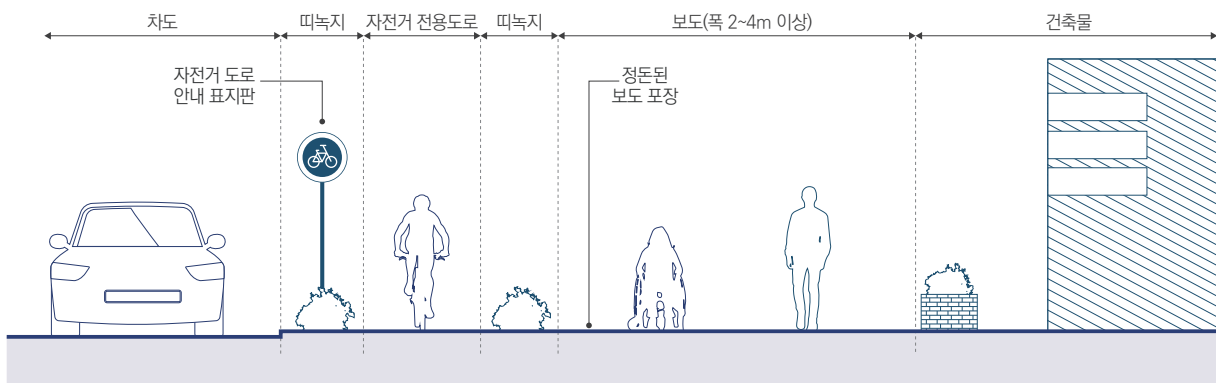 차도
띠녹지
자전거 전용도로
띠녹지
보도(폭 2~4m 이상)
건축물
자전거 도로
안내 표지판
정돈된
보도 포장